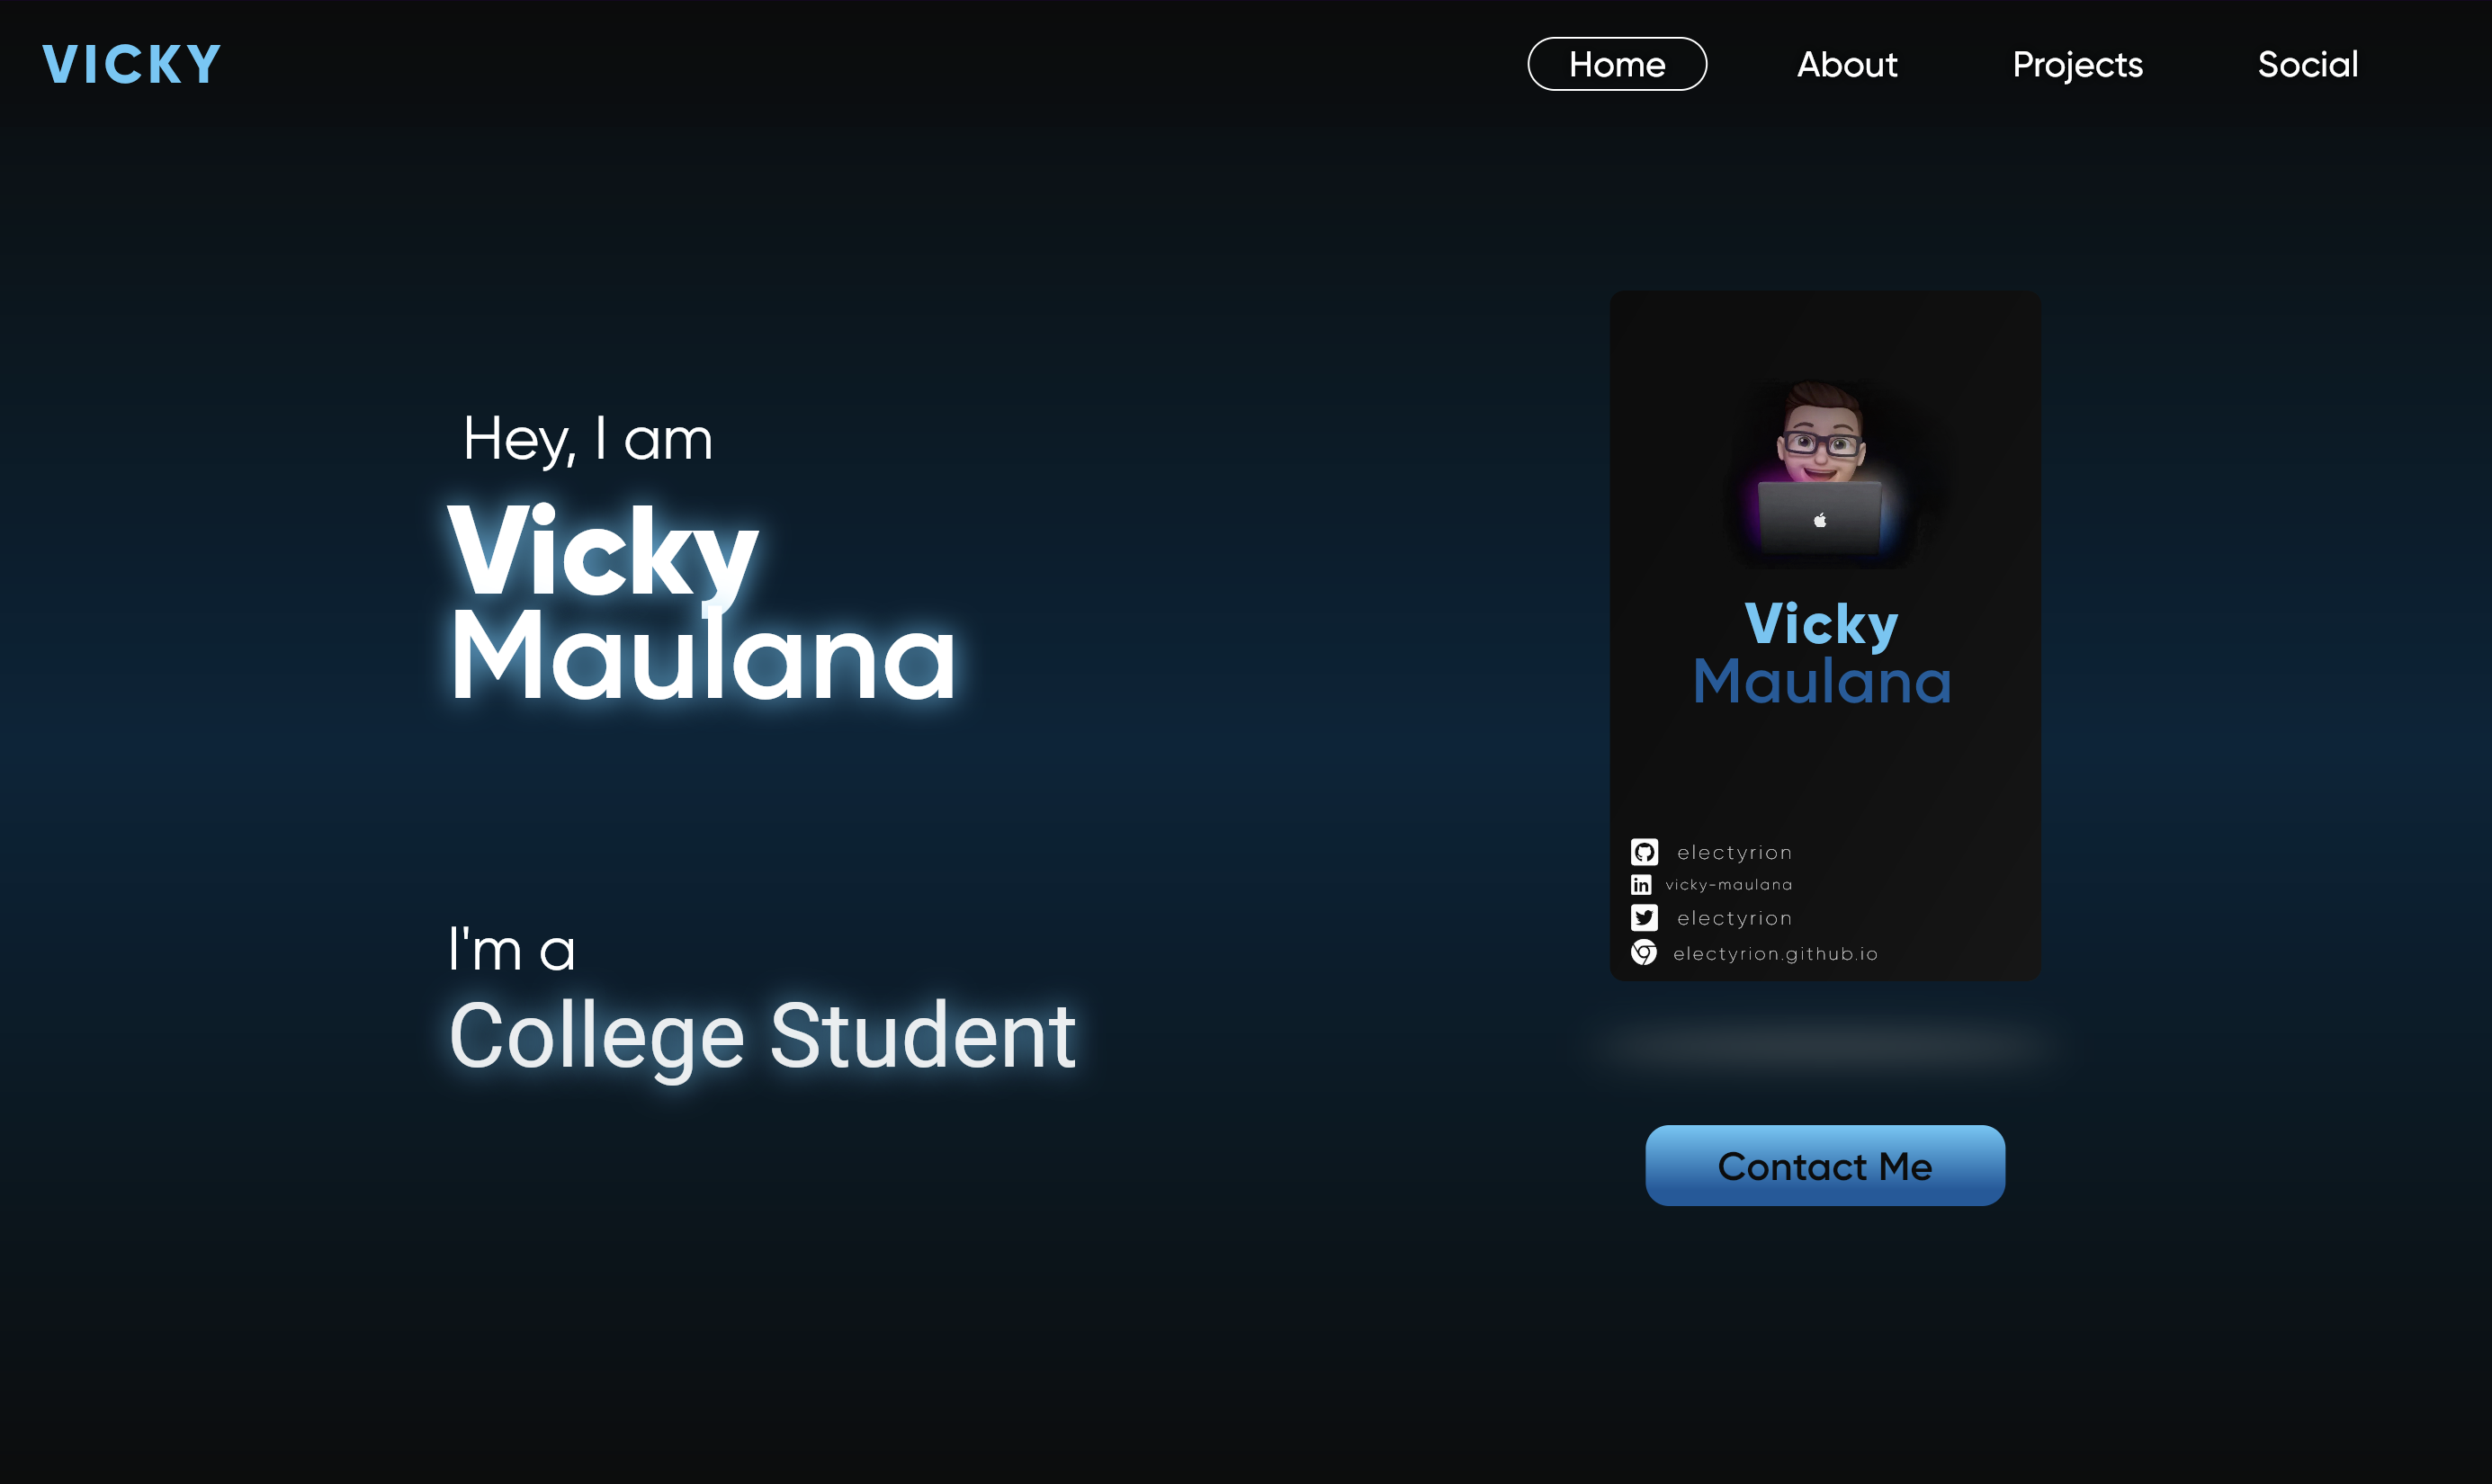 VICKY
Home
About
Projects
Social
Hey, I am
Vicky
Maulana
I'm a
College Student
Vicky
Maulana
electyrion
in vicky-maulana
electyrion
electyrion.github.io
Contact Me